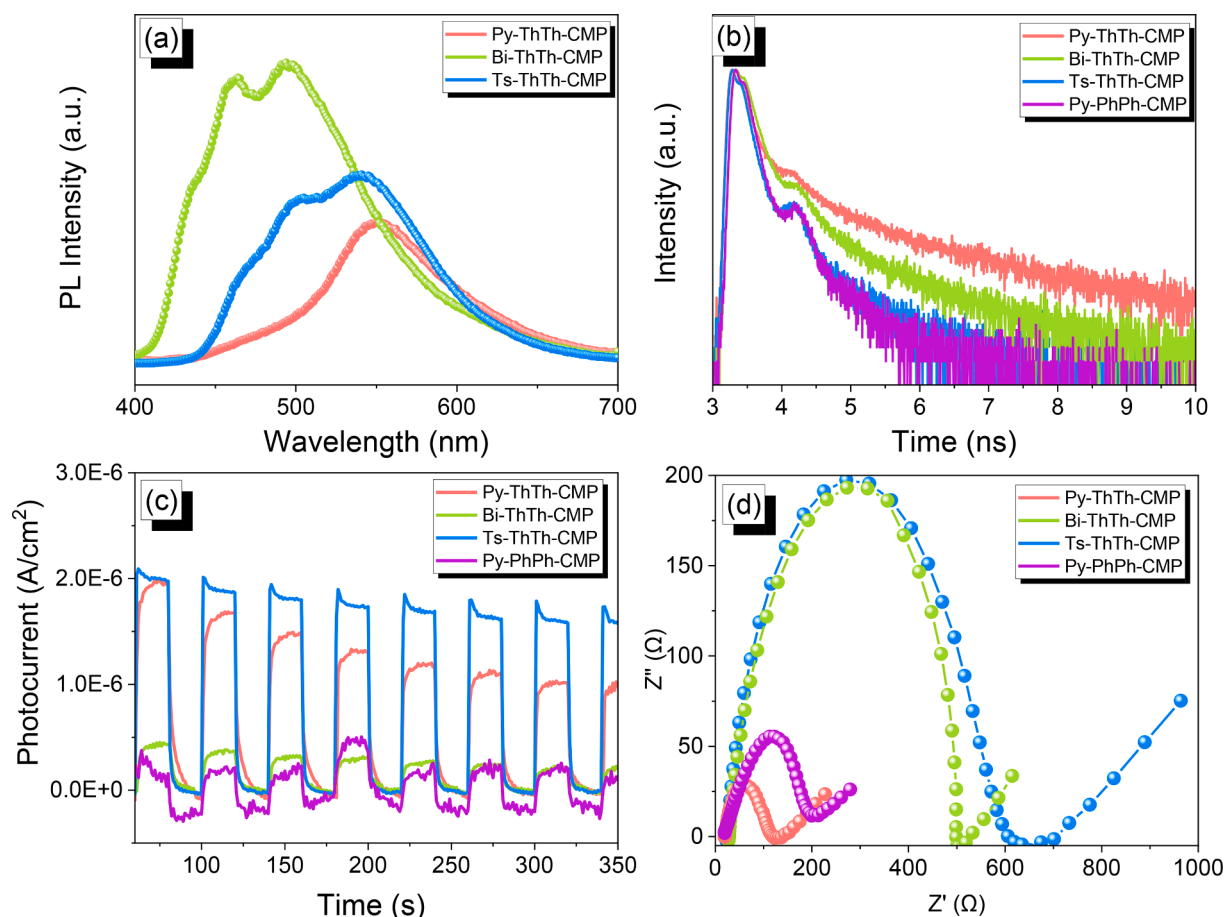 (a)
Py-ThTh-CMP
Bi-ThTh-CMP
Ts-ThTh-CMP
PL Intensity (a.u.)
400 500 600 700
Wavelength (nm)
(b)
Py-ThTh-CMP
Bi-ThTh-CMP
Ts-ThTh-CMP
Py-PhPh-CMP
Intensity (a.u.)
3 4 5 6 7 8 9 10
Time (ns)
(c)
Py-ThTh-CMP
Bi-ThTh-CMP
Ts-ThTh-CMP
Py-PhPh-CMP
Photocurrent (A/cm²)
3.0E-6
2.0E-6
1.0E-6
0.0E+0
100 150 200 250 300 350
Time (s)
(d)
Py-ThTh-CMP
Bi-ThTh-CMP
Ts-ThTh-CMP
Py-PhPh-CMP
Z'' (Ω)
200
150
100
50
0
0 200 400 600 800 1000
Z' (Ω)